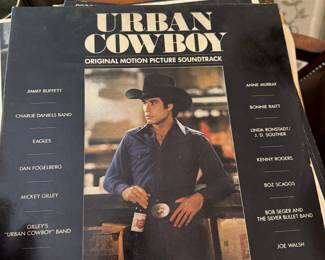 URBAN
COWBOY
ORIGINAL MOTION PICTURE SOUNDTRACK
JIMMY BUFFETT
CHARLIE DANIELS BAND
EAGLES
DAN FOGELBERG
MICKEY GILLEY
GILLEY'S
"URBAN COWBOY" BAND
ANNE MURRAY
BONNIE RAITT
LINDA RONSTADT/
J. D. SOUTHER
KENNY ROGERS
BOZ SCAGGS
BOB SEGER AND
THE SILVER BULLET BAND
JOE WALSH